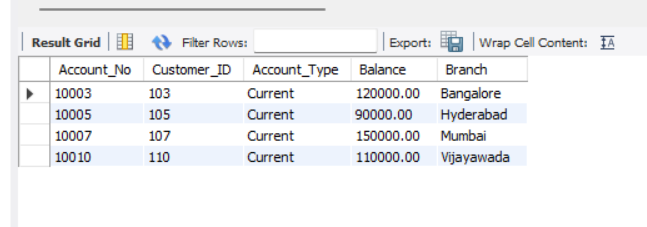 Result Grid Filter Rows: Export: Wrap Cell Content: IA
Account_No Customer_ID Account_Type Balance Branch
10003 103 Current 120000.00 Bangalore
10005 105 Current 90000.00 Hyderabad
10007 107 Current 150000.00 Mumbai
10010 110 Current 110000.00 Vijayawada